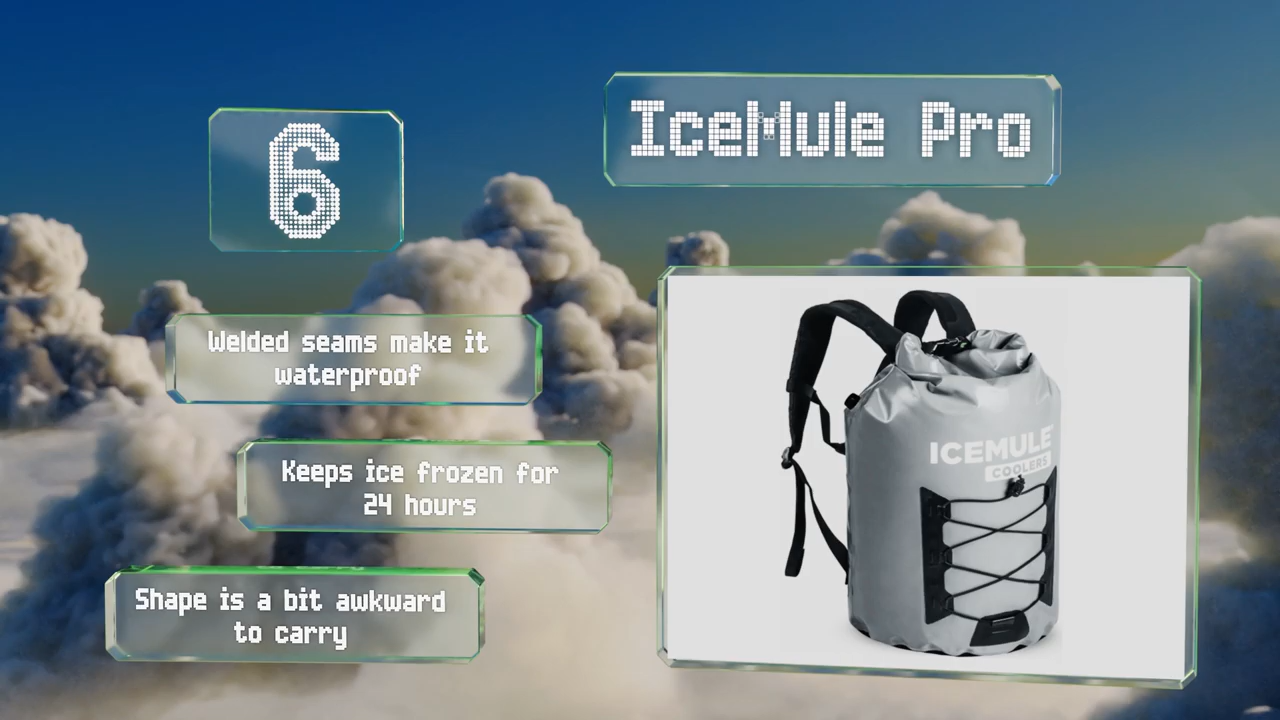 6
IceMule Pro
Welded seams make it
waterproof
Keeps ice frozen for
24 hours
Shape is a bit awkward
to carry
ICEMULE
COOLERS